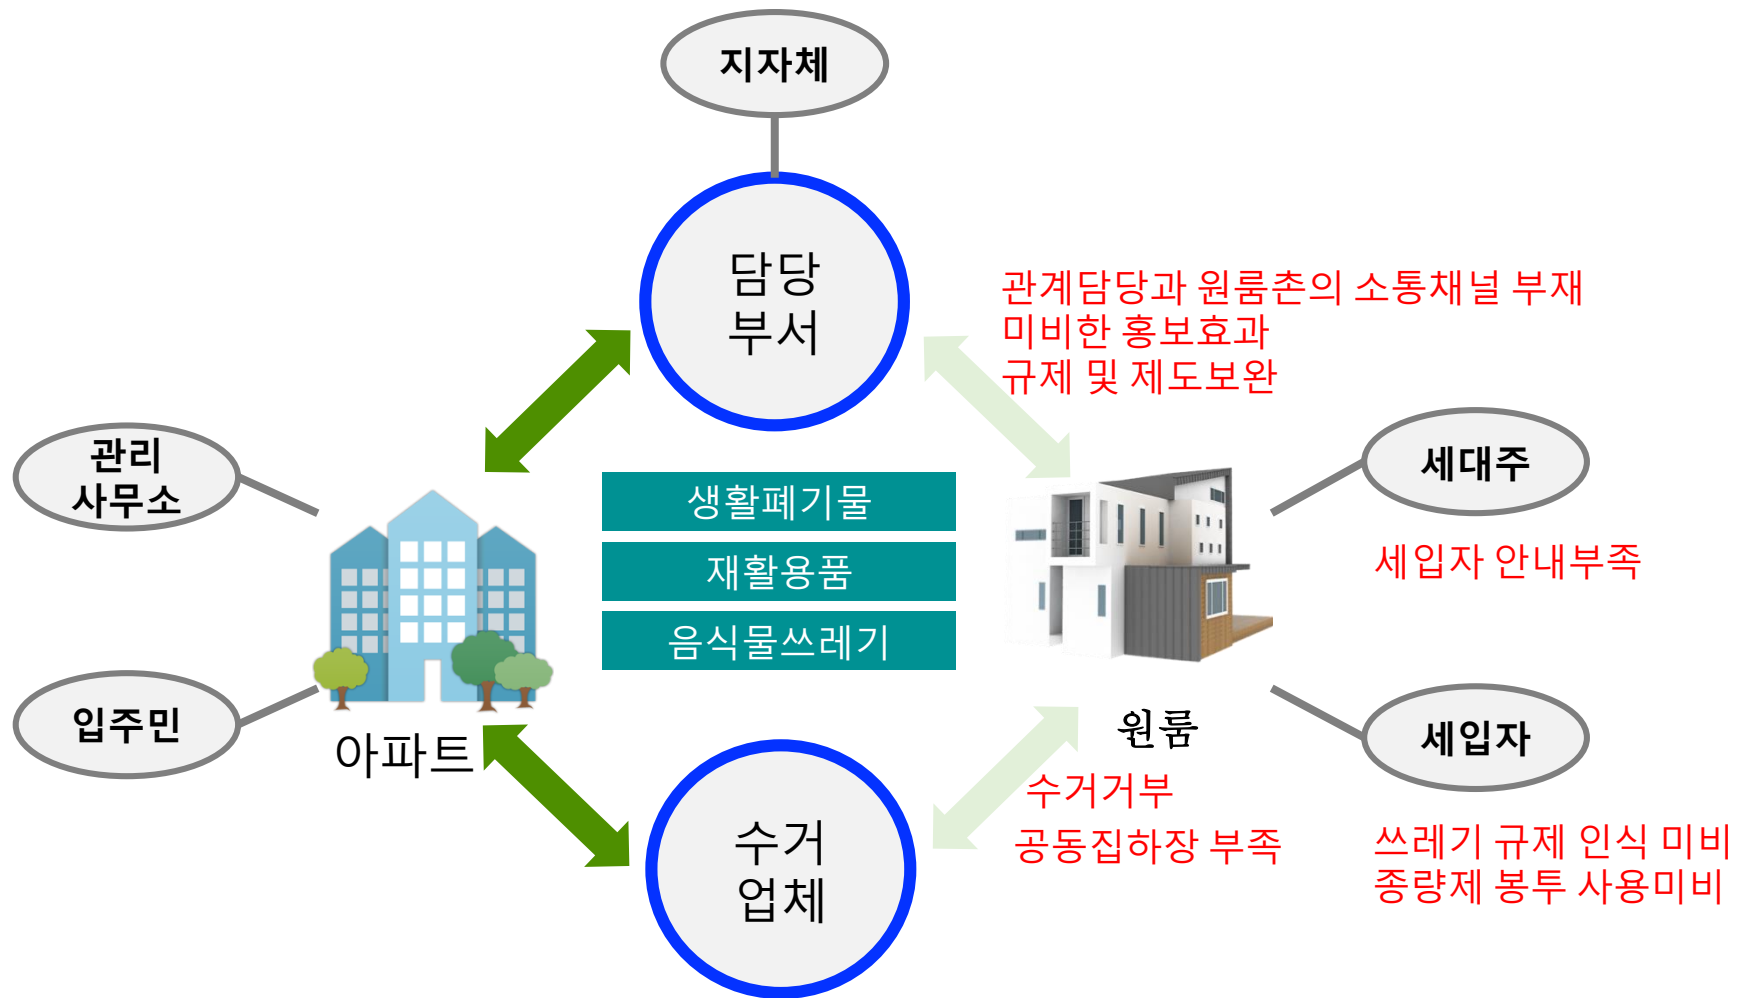 지자체
담당
부서
관계담당과 원룸촌의 소통채널 부재
미비한 홍보효과
규제 및 제도보완
관리
사무소
세대주
생활폐기물
세입자 안내부족
재활용품
음식물쓰레기
입주민
아파트
원룸
세입자
수거거부
공동집하장 부족
수거
업체
쓰레기 규제 인식 미비
종량제 봉투 사용미비